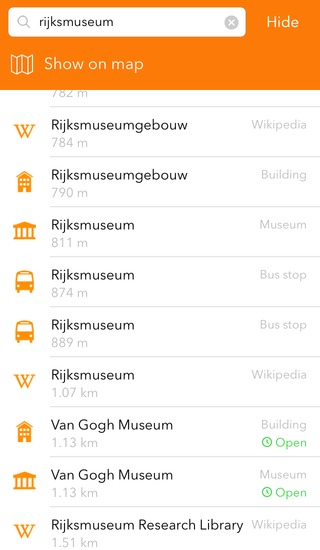 rijksmuseum Hide
Show on map
782 m
Rijksmuseumgebouw Wikipedia
784 m
Rijksmuseumgebouw Building
790 m
Rijksmuseum Museum
811 m
Rijksmuseum Bus stop
874 m
Rijksmuseum Bus stop
889 m
Rijksmuseum Wikipedia
1.07 km
Van Gogh Museum Building
1.13 km Open
Van Gogh Museum Museum
1.13 km Open
Rijksmuseum Research Library Wikipedia
1.51 km